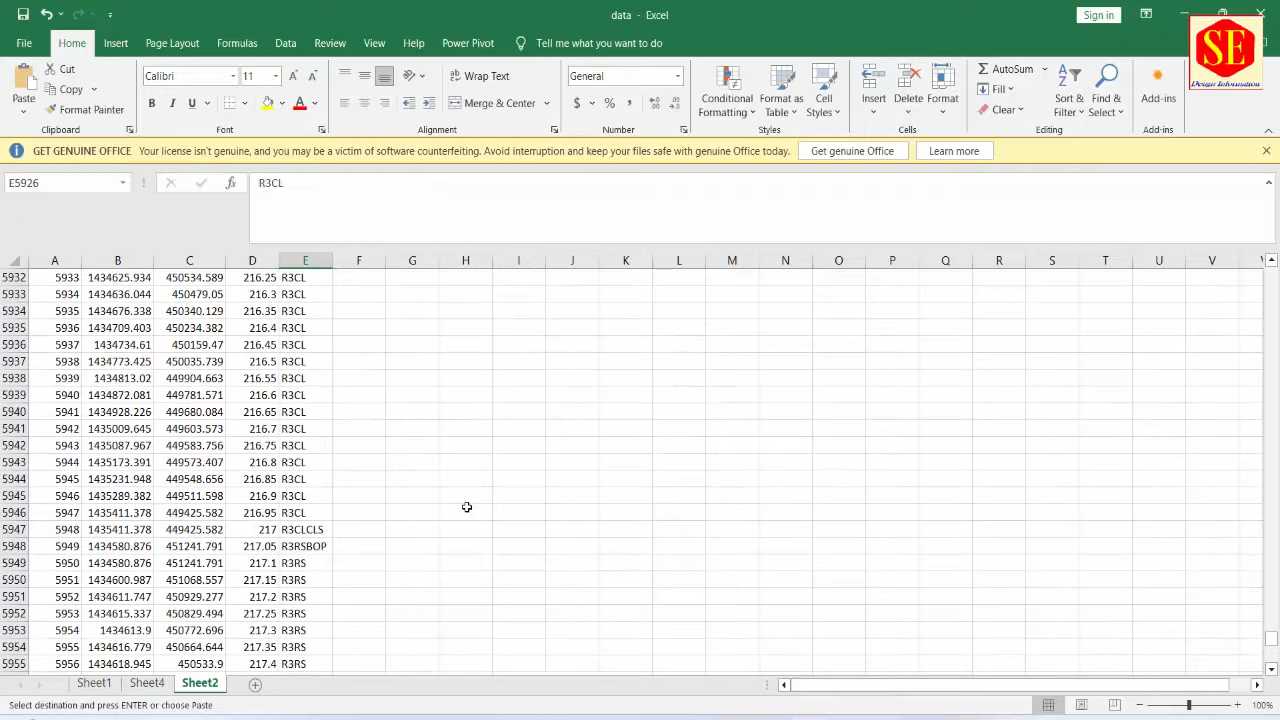 data - Excel
Sign in
SE
Design Information
File Home Insert Page Layout Formulas Data Review View Help Power Pivot Tell me what you want to do
Cut
Copy
Format Painter
Paste
Clipboard
Calibri 11
B I U
Font
Wrap Text
Merge & Center
Alignment
General
$ % ,
Number
Conditional Formatting
Format as Table
Cell Styles
Styles
Insert Delete Format
Cells
AutoSum
Fill
Clear
Sort & Filter
Find & Select
Editing
Add-ins
Add-ins
GET GENUINE OFFICE Your license isn't genuine, and you may be a victim of software counterfeiting. Avoid interruption and keep your files safe with genuine Office today. Get genuine Office Learn more
E5926 fx R3CL
A B C D E F G H I J K L M N O P Q R S T U V
5932 5933 1434625.934 450534.589 216.25 R3CL
5933 5934 1434636.044 450479.05 216.3 R3CL
5934 5935 1434676.338 450340.129 216.35 R3CL
5935 5936 1434709.403 450234.382 216.4 R3CL
5936 5937 1434734.61 450159.47 216.45 R3CL
5937 5938 1434773.425 450035.739 216.5 R3CL
5938 5939 1434813.02 449904.663 216.55 R3CL
5939 5940 1434872.081 449781.571 216.6 R3CL
5940 5941 1434928.226 449680.084 216.65 R3CL
5941 5942 1435009.645 449603.573 216.7 R3CL
5942 5943 1435087.967 449583.756 216.75 R3CL
5943 5944 1435173.391 449573.407 216.8 R3CL
5944 5945 1435231.948 449548.656 216.85 R3CL
5945 5946 1435289.382 449511.598 216.9 R3CL
5946 5947 1435411.378 449425.582 216.95 R3CL
5947 5948 1435411.378 449425.582 217 R3CLCLS
5948 5949 1434580.876 451241.791 217.05 R3RSBOP
5949 5950 1434580.876 451241.791 217.1 R3RS
5950 5951 1434600.987 451068.557 217.15 R3RS
5951 5952 1434611.747 450929.277 217.2 R3RS
5952 5953 1434615.337 450829.494 217.25 R3RS
5953 5954 1434613.9 450772.696 217.3 R3RS
5954 5955 1434616.779 450664.644 217.35 R3RS
5955 5956 1434618.945 450533.9 217.4 R3RS
Sheet1 Sheet4 Sheet2
Select destination and press ENTER or choose Paste
100%